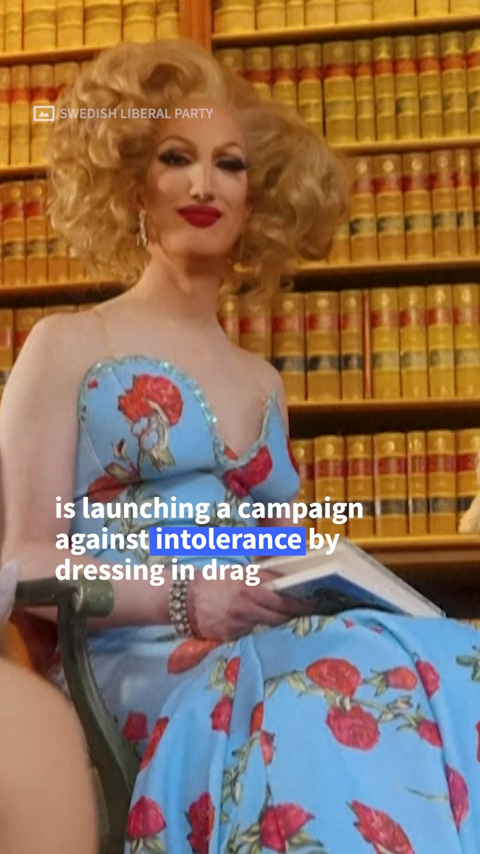 SWEDISH LIBERAL PARTY
is launching a campaign
against intolerance by
dressing in drag